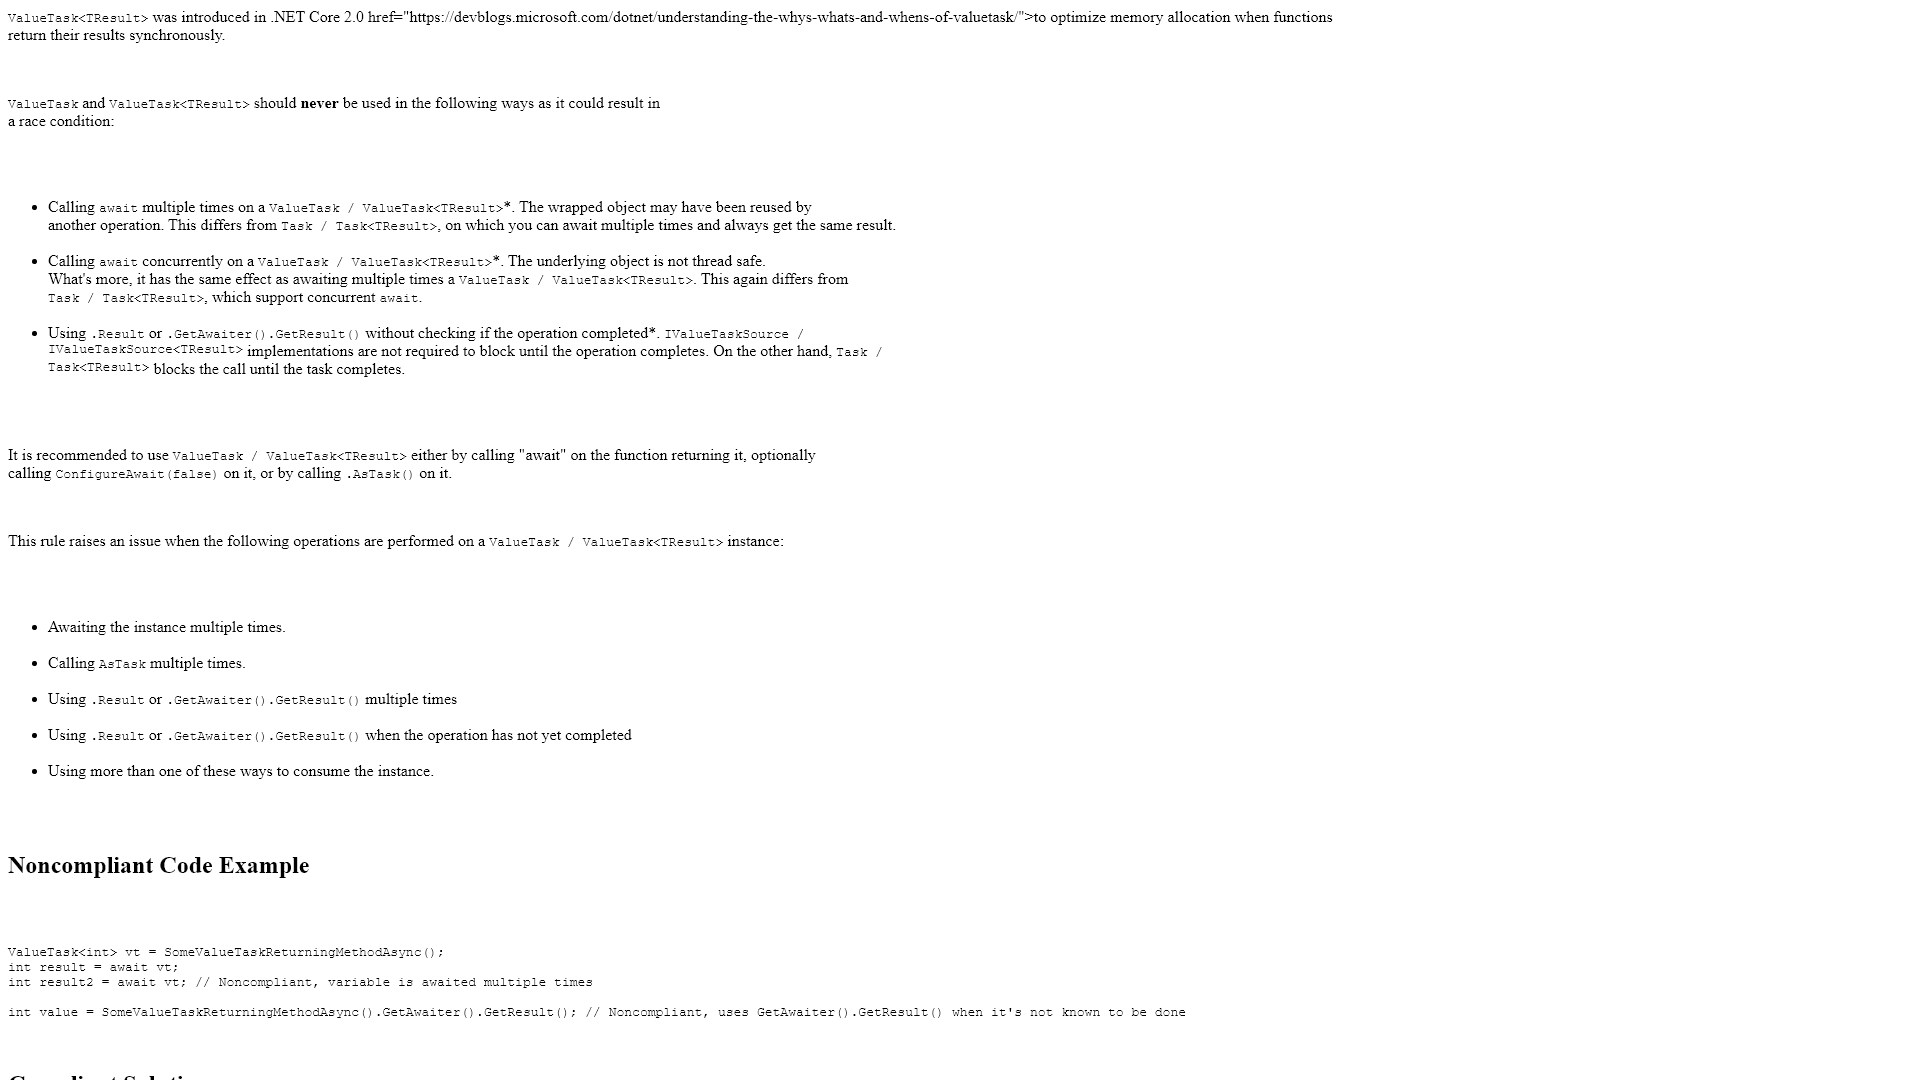 ValueTask<TResult> was introduced in .NET Core 2.0 href="https://devblogs.microsoft.com/dotnet/understanding-the-whys-whats-and-whens-of-valuetask/">to optimize memory allocation when functions
return their results synchronously.
ValueTask and ValueTask<TResult> should never be used in the following ways as it could result in
a race condition:
• Calling await multiple times on a ValueTask / ValueTask<TResult>*. The wrapped object may have been reused by
another operation. This differs from Task / Task<TResult>, on which you can await multiple times and always get the same result.
• Calling await concurrently on a ValueTask / ValueTask<TResult>*. The underlying object is not thread safe.
What's more, it has the same effect as awaiting multiple times a ValueTask / ValueTask<TResult>. This again differs from
Task / Task<TResult>, which support concurrent await.
• Using .Result or .GetAwaiter().GetResult() without checking if the operation completed*. IValueTaskSource /
IValueTaskSource<TResult> implementations are not required to block until the operation completes. On the other hand, Task /
Task<TResult> blocks the call until the task completes.
It is recommended to use ValueTask / ValueTask<TResult> either by calling "await" on the function returning it, optionally
calling ConfigureAwait(false) on it, or by calling .AsTask() on it.
This rule raises an issue when the following operations are performed on a ValueTask / ValueTask<TResult> instance:
• Awaiting the instance multiple times.
• Calling AsTask multiple times.
• Using .Result or .GetAwaiter().GetResult() multiple times
• Using .Result or .GetAwaiter().GetResult() when the operation has not yet completed
• Using more than one of these ways to consume the instance.
Noncompliant Code Example
ValueTask<int> vt = SomeValueTaskReturningMethodAsync();
int result = await vt;
int result2 = await vt; // Noncompliant, variable is awaited multiple times
int value = SomeValueTaskReturningMethodAsync().GetAwaiter().GetResult(); // Noncompliant, uses GetAwaiter().GetResult() when it's not known to be done